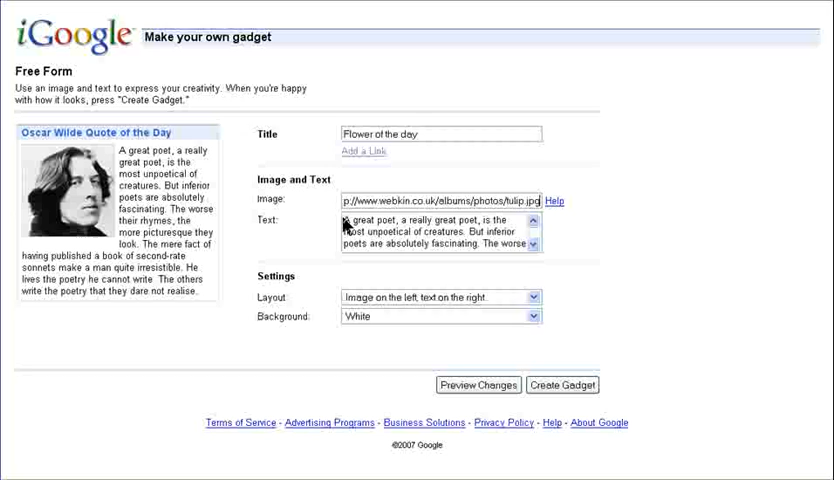 iGoogle Make your own gadget
Free Form
Use an image and text to express your creativity. When you're happy
with how it looks, press "Create Gadget."
Oscar Wilde Quote of the Day
A great poet, a really
great poet, is the
most unpoetical of
creatures. But inferior
poets are absolutely
fascinating. The worse
their rhymes, the
more picturesque they
look. The mere fact of
having published a book of second-rate
sonnets make a man quite irresistible. He
lives the poetry he cannot write. The others
write the poetry that they dare not realise.
Title Flower of the day
Add a Link
Image and Text
Image: p://www.webkin.co.uk/albums/photos/tulip.jpg Help
Text: A great poet, a really great poet, is the
most unpoetical of creatures. But inferior
poets are absolutely fascinating. The worse
Settings
Layout: Image on the left, text on the right.
Background: White
Preview Changes Create Gadget
Terms of Service - Advertising Programs - Business Solutions - Privacy Policy - Help - About Google
©2007 Google